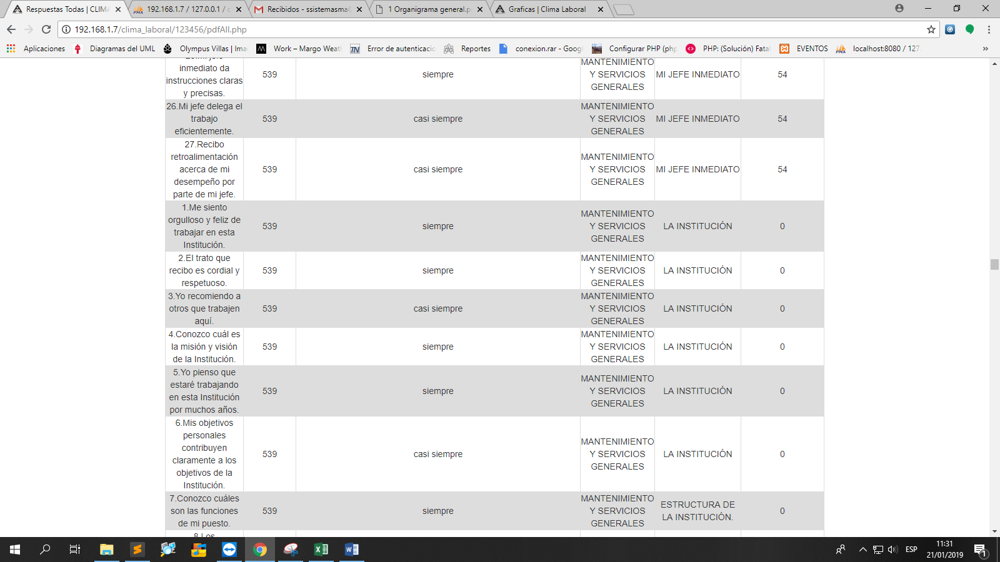 Respuestas Todas | CLIMA
192.168.1.7 / 127.0.0.1 / c
Recibidos - ssistemasma
1 Organigrama general.p
Graficas | Clima Laboral
192.168.1.7/clima_laboral/123456/pdfAll.php
Aplicaciones
Diagramas del UML
Olympus Villas | Ima
Work – Margo Weat
Error de autenticacio
Reportes
conexion.rar - Goog
Configurar PHP (php
PHP: (Solución) Fata
EVENTOS
localhost:8080 / 127.
»
inmediato da
instrucciones claras
y precisas.
539
siempre
MANTENIMIENTO
Y SERVICIOS
GENERALES
MI JEFE INMEDIATO
54
26.Mi jefe delega el
trabajo
eficientemente.
539
casi siempre
MANTENIMIENTO
Y SERVICIOS
GENERALES
MI JEFE INMEDIATO
54
27.Recibo
retroalimentación
acerca de mi
desempeño por
parte de mi jefe.
539
casi siempre
MANTENIMIENTO
Y SERVICIOS
GENERALES
MI JEFE INMEDIATO
54
1.Me siento
orgulloso y feliz de
trabajar en esta
Institución.
539
siempre
MANTENIMIENTO
Y SERVICIOS
GENERALES
LA INSTITUCIÓN
0
2.El trato que
recibo es cordial y
respetuoso.
539
siempre
MANTENIMIENTO
Y SERVICIOS
GENERALES
LA INSTITUCIÓN
0
3.Yo recomiendo a
otros que trabajen
aquí.
539
casi siempre
MANTENIMIENTO
Y SERVICIOS
GENERALES
LA INSTITUCIÓN
0
4.Conozco cuál es
la misión y visión
de la Institución.
539
siempre
MANTENIMIENTO
Y SERVICIOS
GENERALES
LA INSTITUCIÓN
0
5.Yo pienso que
estaré trabajando
en esta Institución
por muchos años.
539
siempre
MANTENIMIENTO
Y SERVICIOS
GENERALES
LA INSTITUCIÓN
0
6.Mis objetivos
personales
contribuyen
claramente a los
objetivos de la
Institución.
539
casi siempre
MANTENIMIENTO
Y SERVICIOS
GENERALES
LA INSTITUCIÓN
0
7.Conozco cuáles
son las funciones
de mi puesto.
539
siempre
MANTENIMIENTO
Y SERVICIOS
GENERALES
ESTRUCTURA DE
LA INSTITUCIÓN.
0
8.Los
ESP
11:31
21/01/2019
1